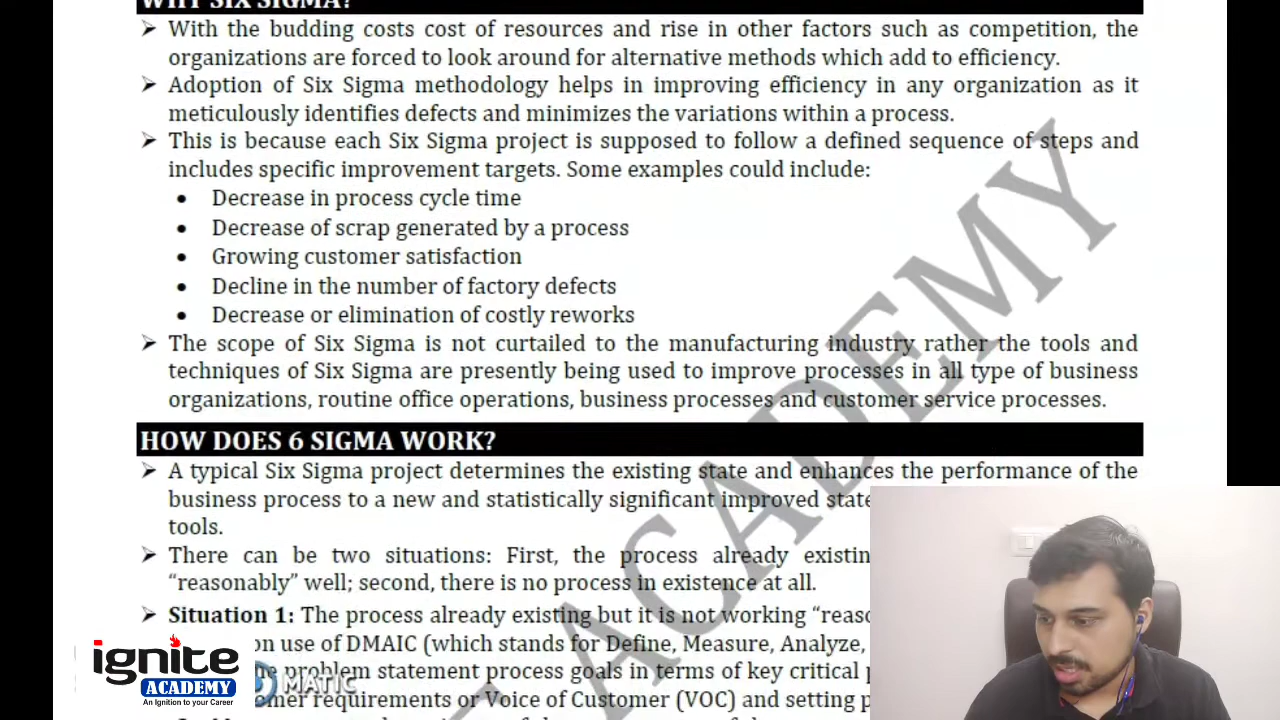 WHY SIX SIGMA?
➢ With the budding costs cost of resources and rise in other factors such as competition, the
organizations are forced to look around for alternative methods which add to efficiency.
➢ Adoption of Six Sigma methodology helps in improving efficiency in any organization as it
meticulously identifies defects and minimizes the variations within a process.
➢ This is because each Six Sigma project is supposed to follow a defined sequence of steps and
includes specific improvement targets. Some examples could include:
• Decrease in process cycle time
• Decrease of scrap generated by a process
• Growing customer satisfaction
• Decline in the number of factory defects
• Decrease or elimination of costly reworks
➢ The scope of Six Sigma is not curtailed to the manufacturing industry rather the tools and
techniques of Six Sigma are presently being used to improve processes in all type of business
organizations, routine office operations, business processes and customer service processes.
HOW DOES 6 SIGMA WORK?
➢ A typical Six Sigma project determines the existing state and enhances the performance of the
business process to a new and statistically significant improved state
tools.
➢ There can be two situations: First, the process already existin
“reasonably” well; second, there is no process in existence at all.
➢ Situation 1: The process already existing but it is not working “reas
on use of DMAIC (which stands for Define, Measure, Analyze,
he problem statement process goals in terms of key critical p
omer requirements or Voice of Customer (VOC) and setting p
ACADEMY
ignite
ACADEMY
An Ignition to your Career
MATIC